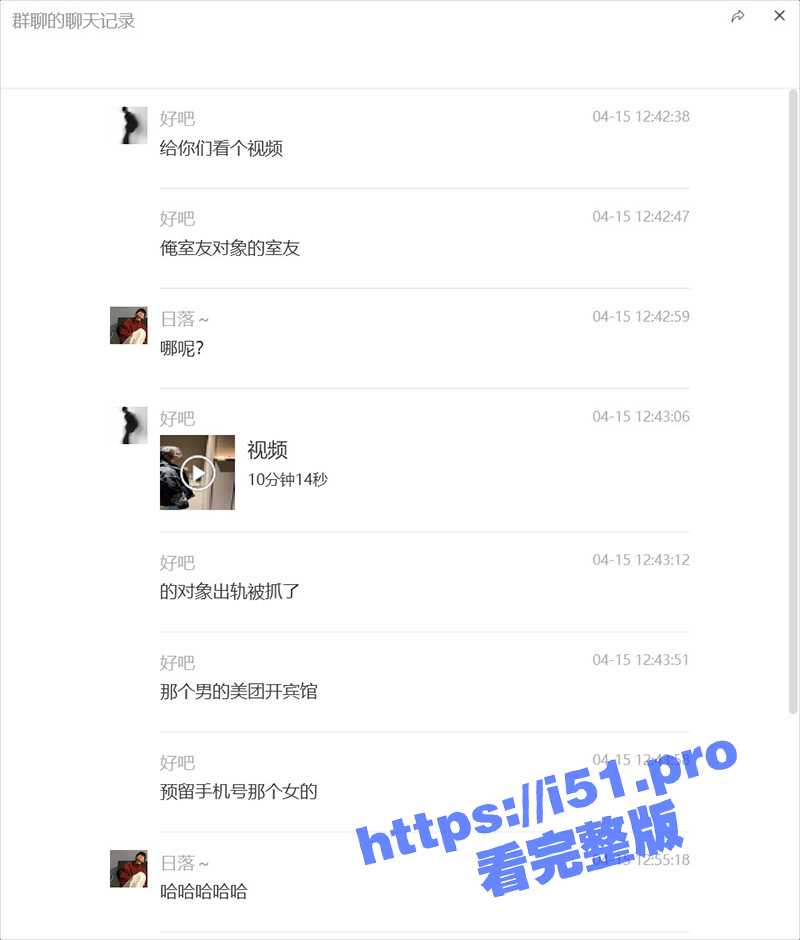 群聊的聊天记录
好吧 04-15 12:42:38
给你们看个视频
好吧 04-15 12:42:47
俺室友对象的室友
日落~ 04-15 12:42:59
哪呢?
好吧 04-15 12:43:06
视频
10分钟14秒
好吧 04-15 12:43:12
的对象出轨被抓了
好吧 04-15 12:43:51
那个男的美团开宾馆
好吧 04-15 12:43:58
预留手机号那个女的
https://i51.pro
看完整版
日落~ 04-15 12:55:18
哈哈哈哈哈